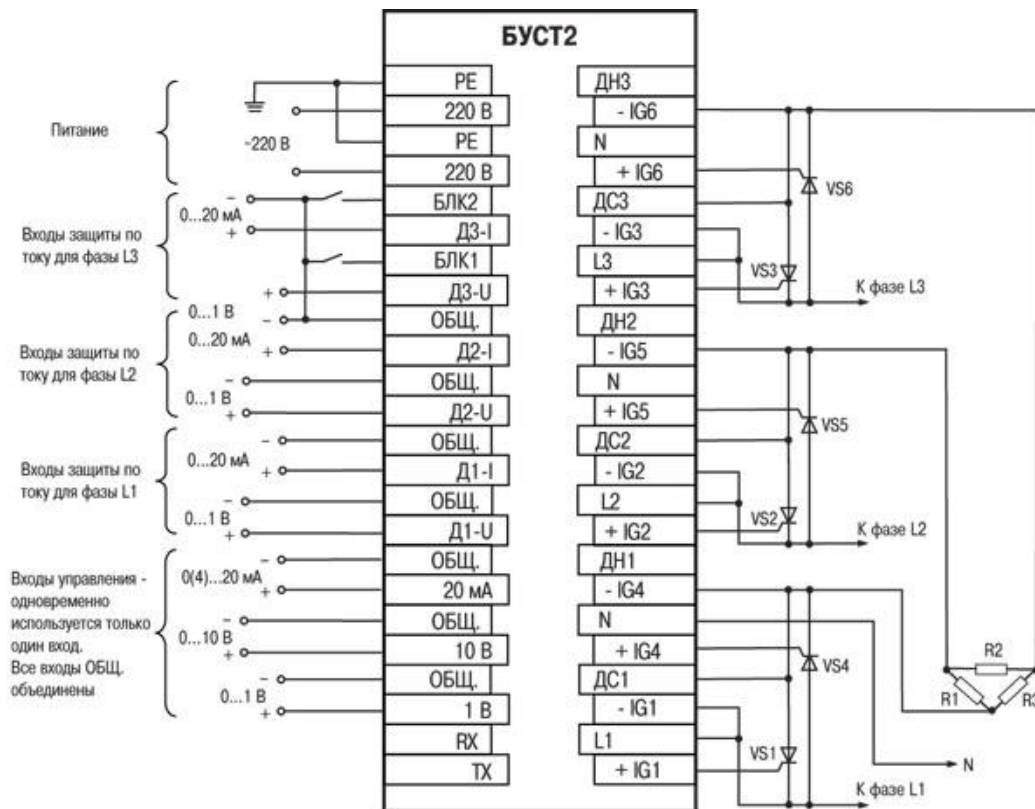 БУСТ2
Питание
~220 В
Входы защиты по
току для фазы L3
−
0...20 мА
+
+
0...1 В
−
Входы защиты по
току для фазы L2
0...20 мА
+
−
0...1 В
+
Входы защиты по
току для фазы L1
−
0...20 мА
+
−
0...1 В
+
Входы управления -
одновременно
используется только
один вход.
Все входы ОБЩ.
объединены
−
0(4)...20 мА
+
−
0...10 В
+
−
0...1 В
+
PE
220 В
PE
220 В
БЛК2
Д3-I
БЛК1
Д3-U
ОБЩ.
Д2-I
ОБЩ.
Д2-U
ОБЩ.
Д1-I
ОБЩ.
Д1-U
ОБЩ.
20 мА
ОБЩ.
10 В
ОБЩ.
1 В
RX
TX
ДН3
- IG6
N
+ IG6
ДС3
- IG3
L3
+ IG3
ДН2
- IG5
N
+ IG5
ДС2
- IG2
L2
+ IG2
ДН1
- IG4
N
+ IG4
ДС1
- IG1
L1
+ IG1
VS6
VS3
К фазе L3
VS5
VS2
К фазе L2
VS4
VS1
R2
R1
R3
N
К фазе L1